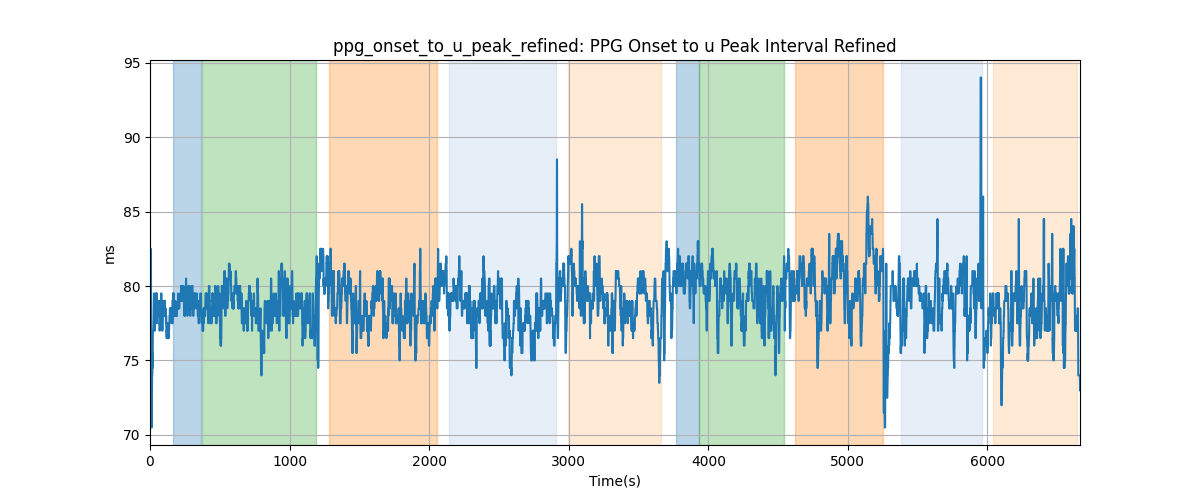 ppg_onset_to_u_peak_refined: PPG Onset to u Peak Interval Refined
95
90
85
80
75
70
ms
0 1000 2000 3000 4000 5000 6000
Time(s)